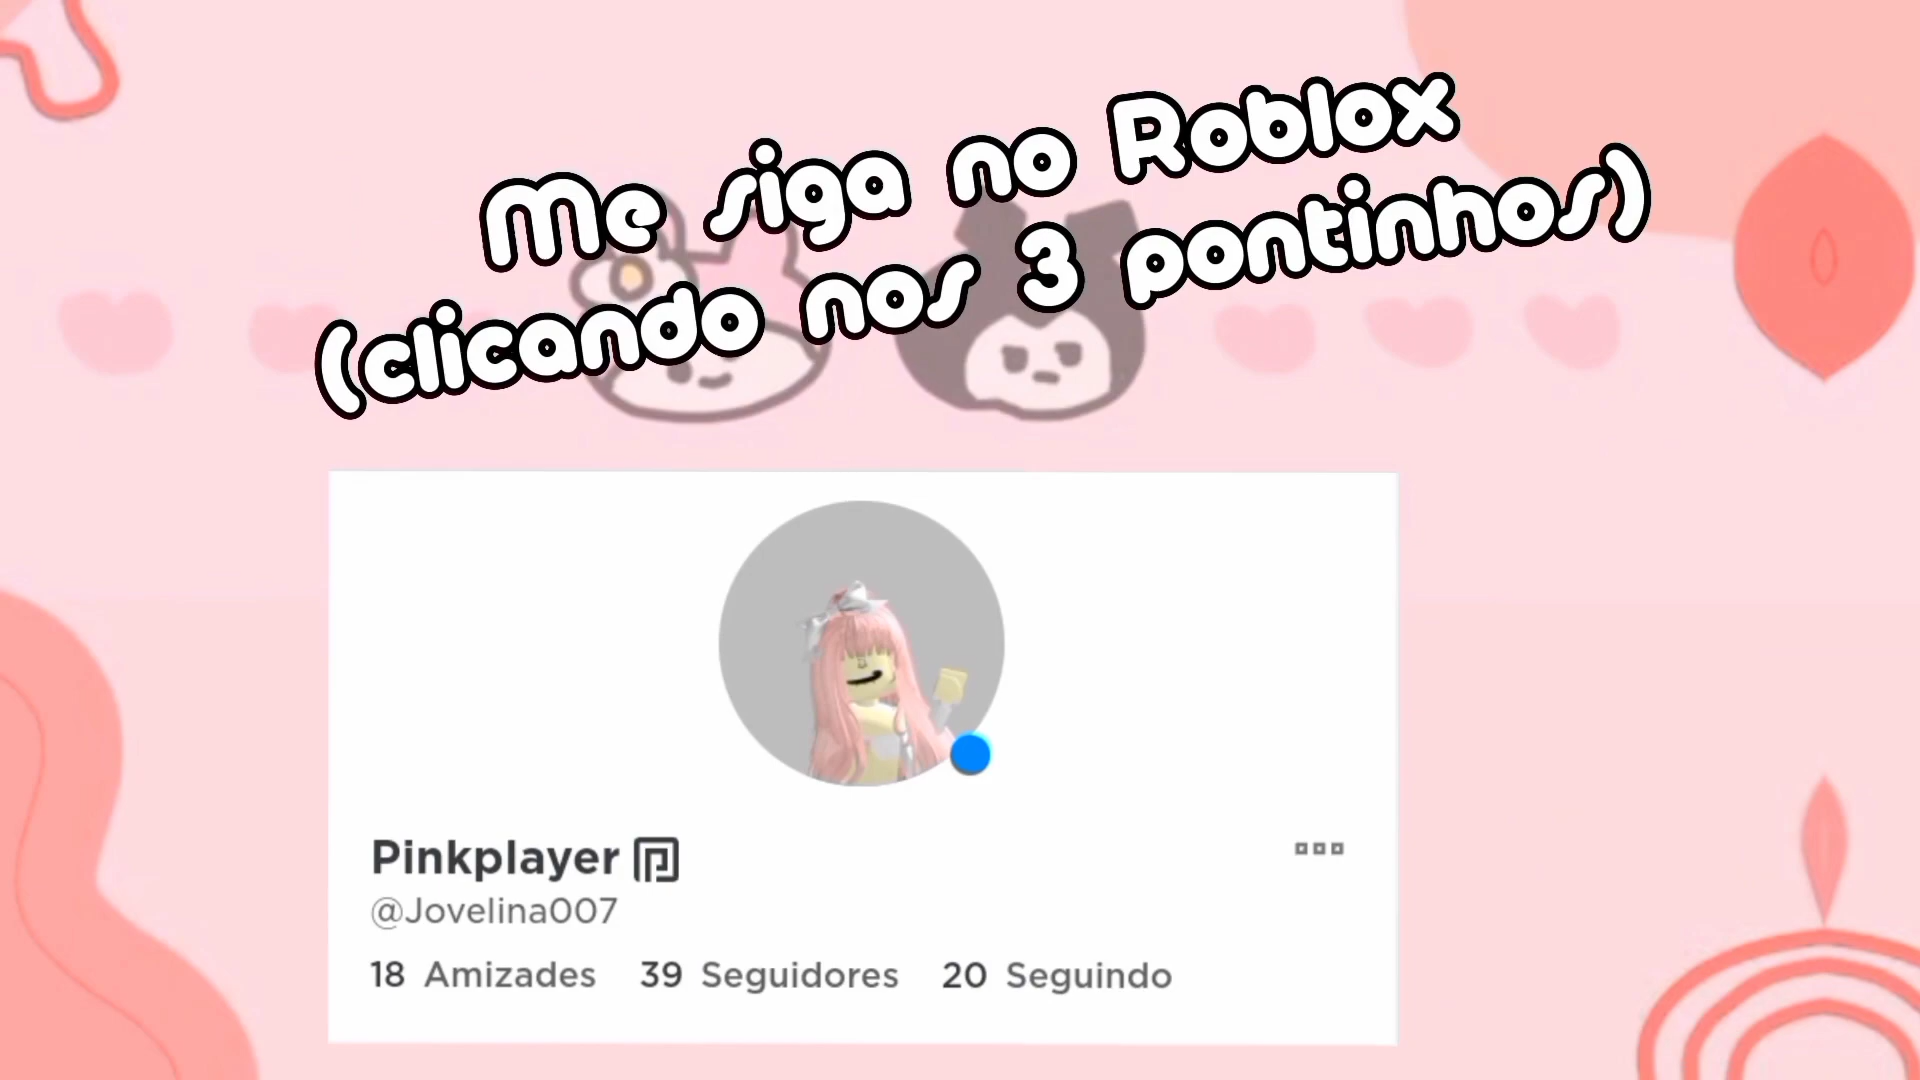 Me siga no Roblox
(clicando nos 3 pontinhos)
Pinkplayer
@Jovelina007
18 Amizades 39 Seguidores 20 Seguindo